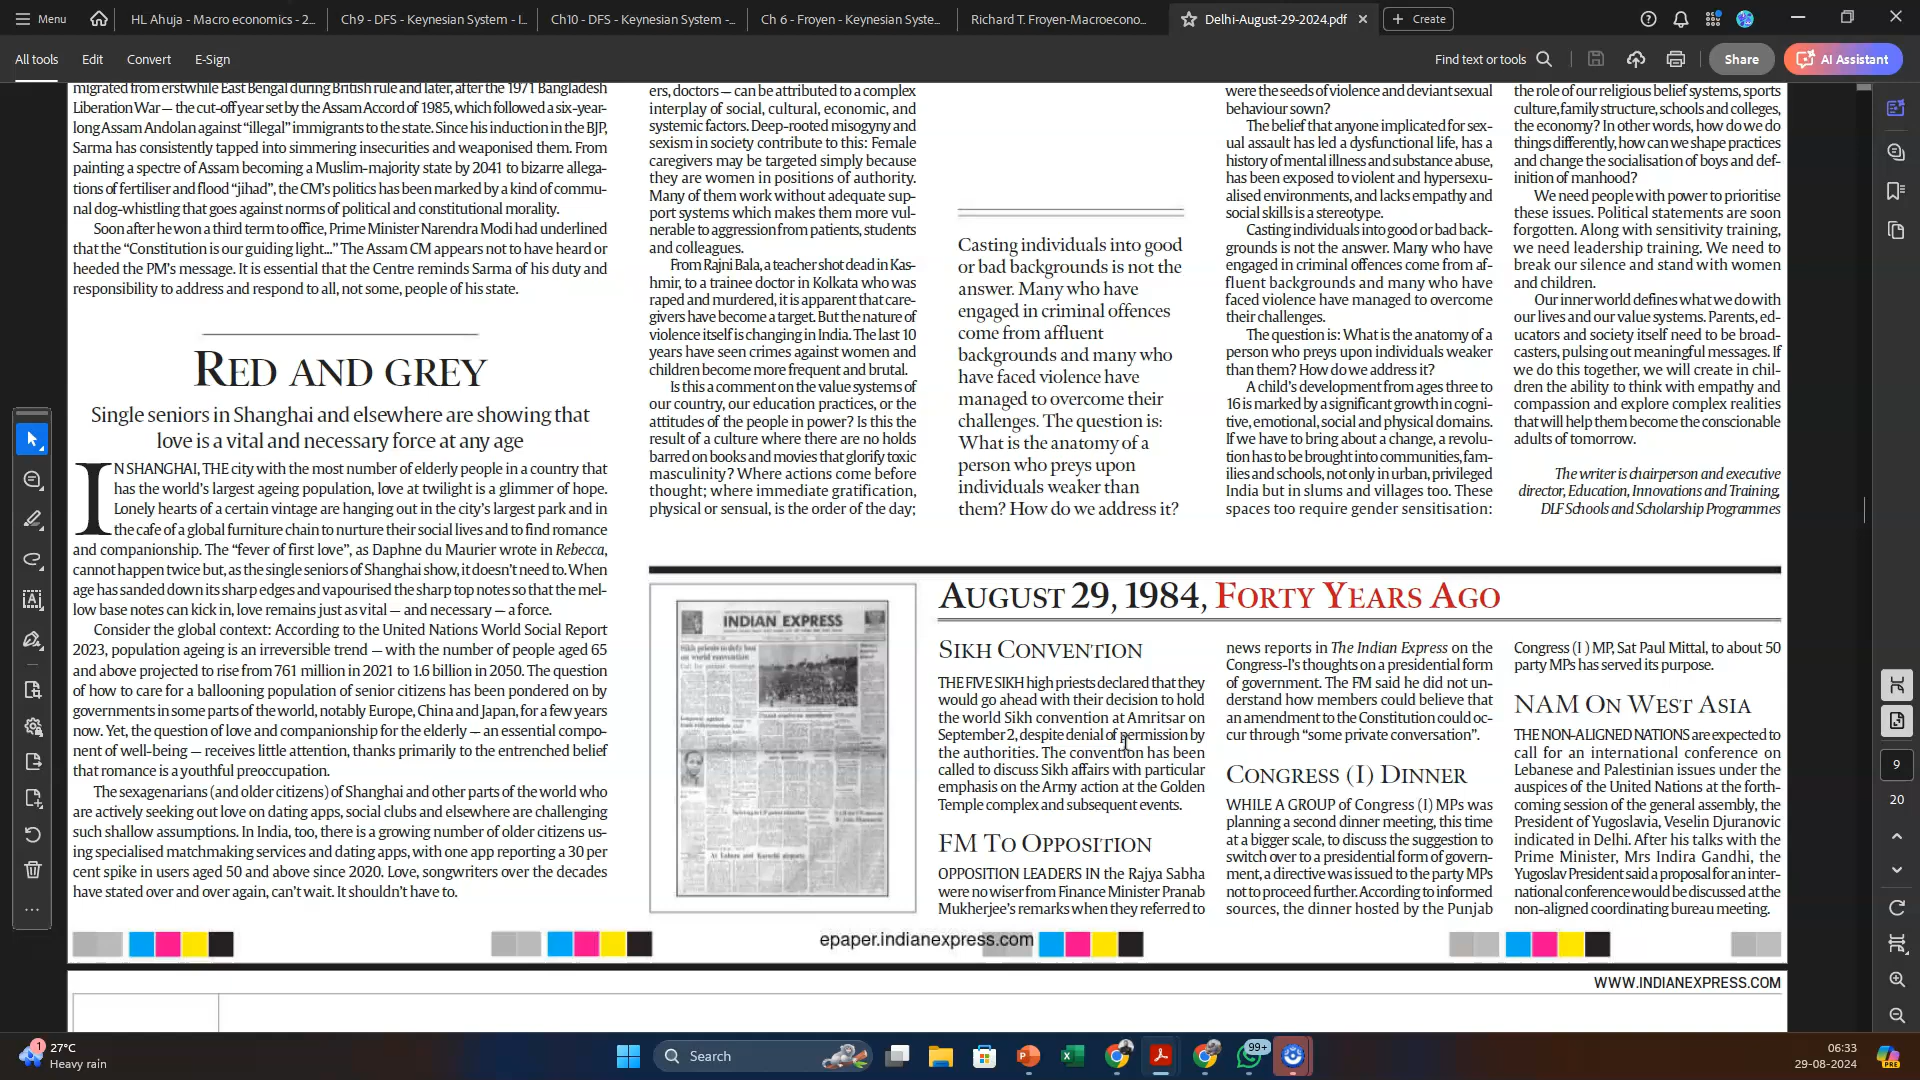 Menu
HL Ahuja - Macro economics - 2...
Ch9 - DFS - Keynesian System - I...
Ch10 - DFS - Keynesian System -...
Ch 6 - Froyen - Keynesian Syste...
Richard T. Froyen-Macroecono...
Delhi-August-29-2024.pdf
Create
All tools
Edit
Convert
E-Sign
Find text or tools
Share
AI Assistant
migrated from erstwhile East Bengal during British rule and later, after the 1971 Bangladesh
Liberation War — the cut-off year set by the Assam Accord of 1985, which followed a six-year-
long Assam Andolan against “illegal” immigrants to the state. Since his induction in the BJP,
Sarma has consistently tapped into simmering insecurities and weaponised them. From
painting a spectre of Assam becoming a Muslim-majority state by 2041 to bizarre allega-
tions of fertiliser and flood “jihad”, the CM’s politics has been marked by a kind of commu-
nal dog-whistling that goes against norms of political and constitutional morality.
Soon after he won a third term to office, Prime Minister Narendra Modi had underlined
that the “Constitution is our guiding light...” The Assam CM appears not to have heard or
heeded the PM’s message. It is essential that the Centre reminds Sarma of his duty and
responsibility to address and respond to all, not some, people of his state.
RED AND GREY
Single seniors in Shanghai and elsewhere are showing that
love is a vital and necessary force at any age
IN SHANGHAI, THE city with the most number of elderly people in a country that
has the world’s largest ageing population, love at twilight is a glimmer of hope.
Lonely hearts of a certain vintage are hanging out in the city’s largest park and in
the cafe of a global furniture chain to nurture their social lives and to find romance
and companionship. The “fever of first love”, as Daphne du Maurier wrote in Rebecca,
cannot happen twice but, as the single seniors of Shanghai show, it doesn’t need to. When
age has sanded down its sharp edges and vapourised the sharp top notes so that the mel-
low base notes can kick in, love remains just as vital — and necessary — a force.
Consider the global context: According to the United Nations World Social Report
2023, population ageing is an irreversible trend — with the number of people aged 65
and above projected to rise from 761 million in 2021 to 1.6 billion in 2050. The question
of how to care for a ballooning population of senior citizens has been pondered on by
governments in some parts of the world, notably Europe, China and Japan, for a few years
now. Yet, the question of love and companionship for the elderly — an essential compo-
nent of well-being — receives little attention, thanks primarily to the entrenched belief
that romance is a youthful preoccupation.
The sexagenarians (and older citizens) of Shanghai and other parts of the world who
are actively seeking out love on dating apps, social clubs and elsewhere are challenging
such shallow assumptions. In India, too, there is a growing number of older citizens us-
ing specialised matchmaking services and dating apps, with one app reporting a 30 per
cent spike in users aged 50 and above since 2020. Love, songwriters over the decades
have stated over and over again, can’t wait. It shouldn’t have to.
ers, doctors — can be attributed to a complex
interplay of social, cultural, economic, and
systemic factors. Deep-rooted misogyny and
sexism in society contribute to this: Female
caregivers may be targeted simply because
they are women in positions of authority.
Many of them work without adequate sup-
port systems which makes them more vul-
nerable to aggression from patients, students
and colleagues.
From Rajni Bala, a teacher shot dead in Kas-
hmir, to a trainee doctor in Kolkata who was
raped and murdered, it is apparent that care-
givers have become a target. But the nature of
violence itself is changing in India. The last 10
years have seen crimes against women and
children become more frequent and brutal.
Is this a comment on the value systems of
our country, our education practices, or the
attitudes of the people in power? Is this the
result of a culture where there are no holds
barred on books and movies that glorify toxic
masculinity? Where actions come before
thought; where immediate gratification,
physical or sensual, is the order of the day;
Casting individuals into good
or bad backgrounds is not the
answer. Many who have
engaged in criminal offences
come from affluent
backgrounds and many who
have faced violence have
managed to overcome their
challenges. The question is:
What is the anatomy of a
person who preys upon
individuals weaker than
them? How do we address it?
were the seeds of violence and deviant sexual
behaviour sown?
The belief that anyone implicated for sex-
ual assault has led a dysfunctional life, has a
history of mental illness and substance abuse,
has been exposed to violent and hypersexu-
alised environments, and lacks empathy and
social skills is a stereotype.
Casting individuals into good or bad back-
grounds is not the answer. Many who have
engaged in criminal offences come from af-
fluent backgrounds and many who have
faced violence have managed to overcome
their challenges.
The question is: What is the anatomy of a
person who preys upon individuals weaker
than them? How do we address it?
A child’s development from ages three to
16 is marked by a significant growth in cogni-
tive, emotional, social and physical domains.
If we have to bring about a change, a revolu-
tion has to be brought into communities, fam-
ilies and schools, not only in urban, privileged
India but in slums and villages too. These
spaces too require gender sensitisation:
the role of our religious belief systems, sports
culture, family structure, schools and colleges,
the economy? In other words, how do we do
things differently, how can we shape practices
and change the socialisation of boys and def-
inition of manhood?
We need people with power to prioritise
these issues. Political statements are soon
forgotten. Along with sensitivity training,
we need leadership training. We need to
break our silence and stand with women
and children.
Our inner world defines what we do with
our lives and our value systems. Parents, ed-
ucators and society itself need to be broad-
casters, pulsing out meaningful messages. If
we do this together, we will create in chil-
dren the ability to think with empathy and
compassion and explore complex realities
that will help them become the conscionable
adults of tomorrow.
The writer is chairperson and executive
director, Education, Innovations and Training,
DLF Schools and Scholarship Programmes
INDIAN EXPRESS
AUGUST 29, 1984, FORTY YEARS AGO
SIKH CONVENTION
THE FIVE SIKH high priests declared that they
would go ahead with their decision to hold
the world Sikh convention at Amritsar on
September 2, despite denial of permission by
the authorities. The convention has been
called to discuss Sikh affairs with particular
emphasis on the Army action at the Golden
Temple complex and subsequent events.
FM TO OPPOSITION
OPPOSITION LEADERS IN the Rajya Sabha
were no wiser from Finance Minister Pranab
Mukherjee’s remarks when they referred to
news reports in The Indian Express on the
Congress-I’s thoughts on a presidential form
of government. The FM said he did not un-
derstand how members could believe that
an amendment to the Constitution could oc-
cur through “some private conversation”.
CONGRESS (I) DINNER
WHILE A GROUP of Congress (I) MPs was
planning a second dinner meeting, this time
at a bigger scale, to discuss the suggestion to
switch over to a presidential form of govern-
ment, a directive was issued to the party MPs
not to proceed further. According to informed
sources, the dinner hosted by the Punjab
Congress (I ) MP, Sat Paul Mittal, to about 50
party MPs has served its purpose.
NAM ON WEST ASIA
THE NON-ALIGNED NATIONS are expected to
call for an international conference on
Lebanese and Palestinian issues under the
auspices of the United Nations at the forth-
coming session of the general assembly, the
President of Yugoslavia, Veselin Djuranovic
indicated in Delhi. After his talks with the
Prime Minister, Mrs Indira Gandhi, the
Yugoslav President said a proposal for an inter-
national conference would be discussed at the
non-aligned coordinating bureau meeting.
epaper.indianexpress.com
WWW.INDIANEXPRESS.COM
9
20
1
27°C
Heavy rain
Search
99+
06:33
29-08-2024